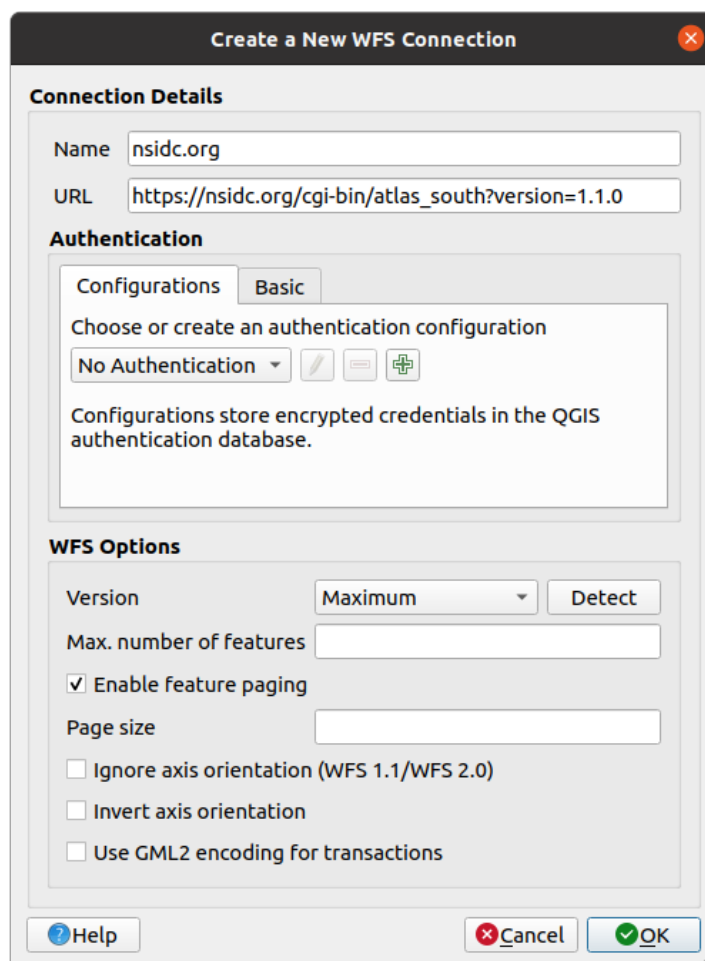 Create a New WFS Connection
Connection Details
Name nsidc.org
URL https://nsidc.org/cgi-bin/atlas_south?version=1.1.0
Authentication
Configurations Basic
Choose or create an authentication configuration
No Authentication
Configurations store encrypted credentials in the QGIS
authentication database.
WFS Options
Version Maximum Detect
Max. number of features
Enable feature paging
Page size
Ignore axis orientation (WFS 1.1/WFS 2.0)
Invert axis orientation
Use GML2 encoding for transactions
Help Cancel OK